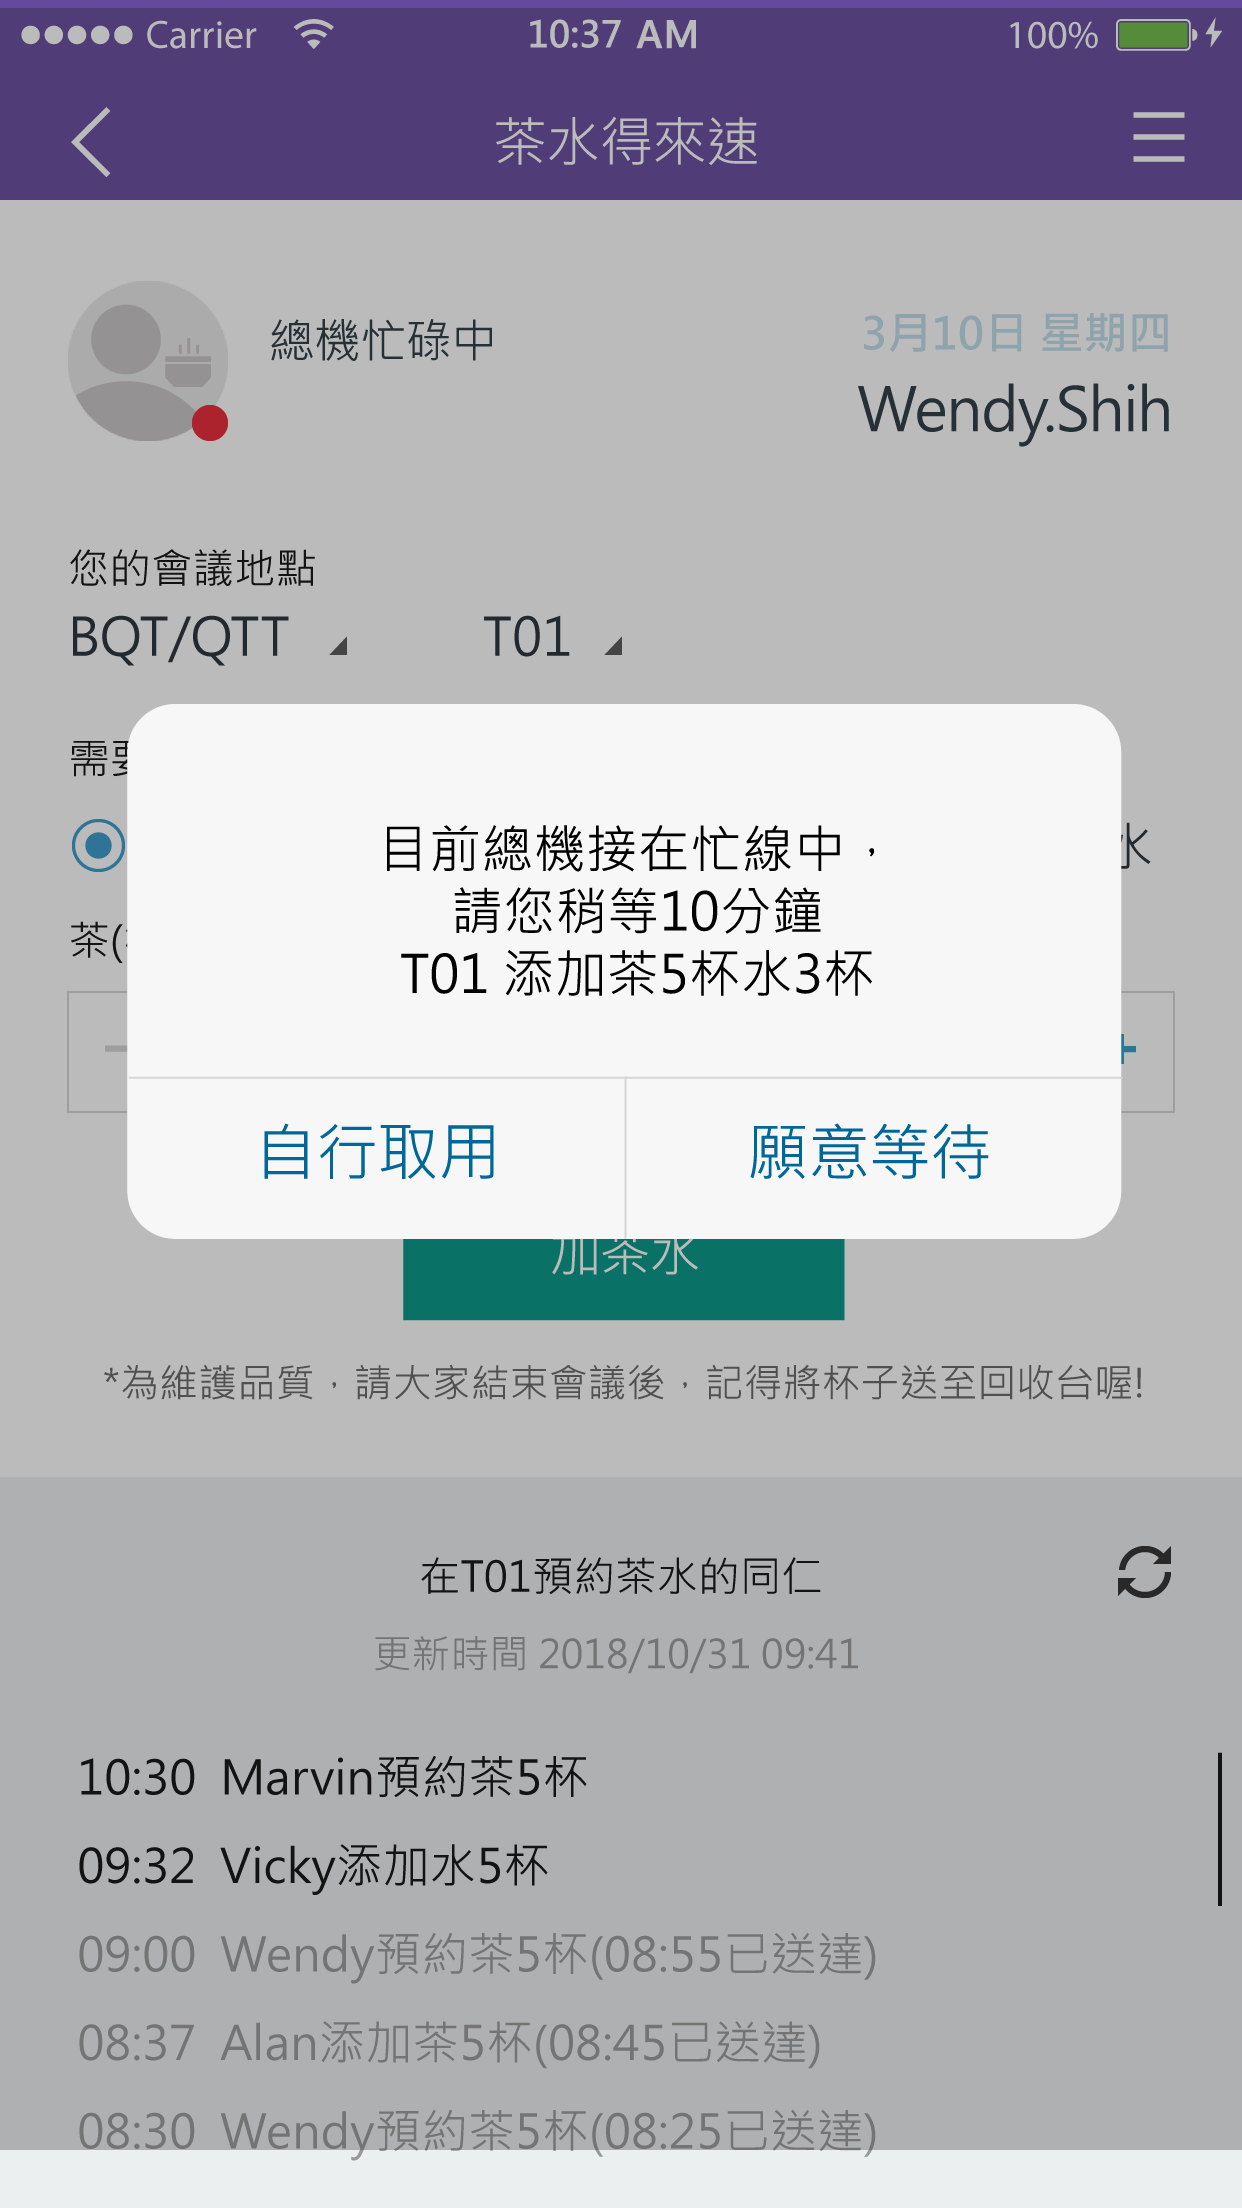 Carrier 10:37 AM 100%
茶水得來速
總機忙碌中
3月10日 星期四
Wendy.Shih
您的會議地點
BQT/QTT T01
需
目前總機接在忙線中，
請您稍等10分鐘
T01 添加茶5杯水3杯
水
茶(
自行取用 願意等待
加茶水
*為維護品質，請大家結束會議後，記得將杯子送至回收台喔!
在T01預約茶水的同仁
更新時間 2018/10/31 09:41
10:30 Marvin預約茶5杯
09:32 Vicky添加水5杯
09:00 Wendy預約茶5杯(08:55已送達)
08:37 Alan添加茶5杯(08:45已送達)
08:30 Wendy預約茶5杯(08:25已送達)